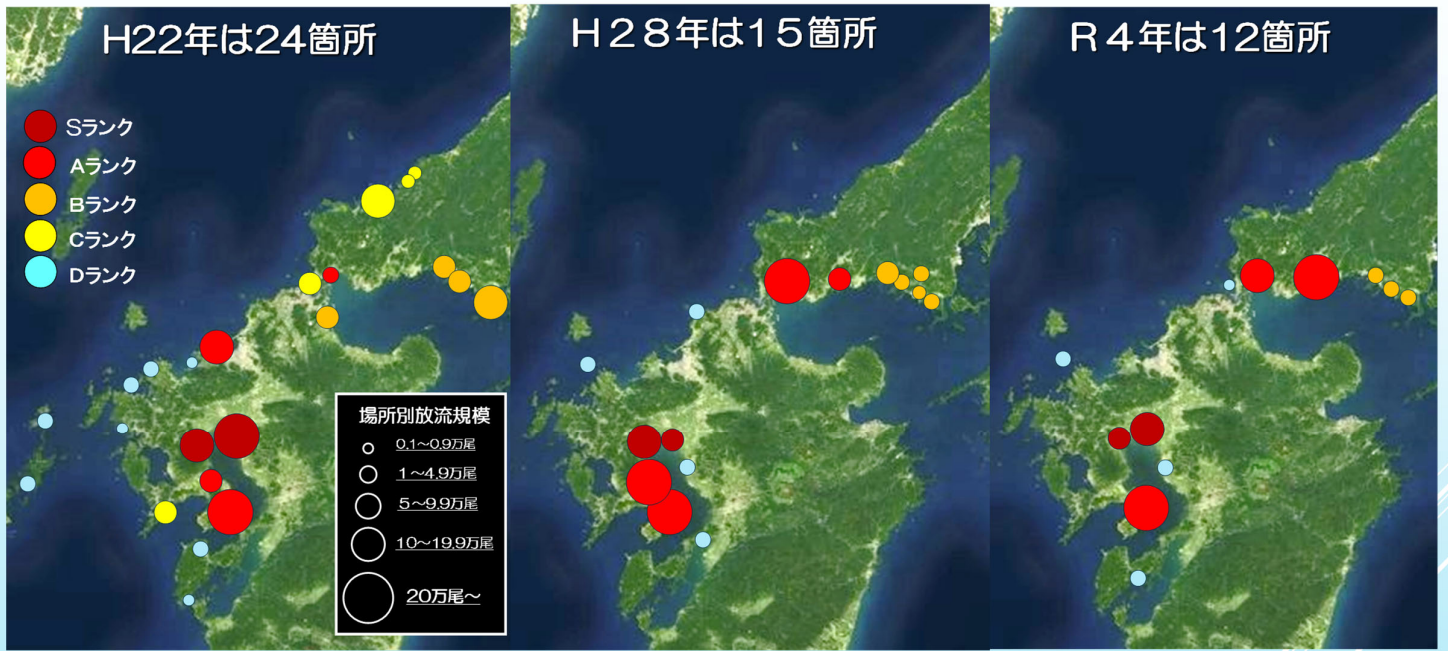 H22年は24箇所
H28年は15箇所
R4年は12箇所
Sランク
Aランク
Bランク
Cランク
Dランク
場所別放流規模
0.1～0.9万尾
1～4.9万尾
5～9.9万尾
10～19.9万尾
20万尾～